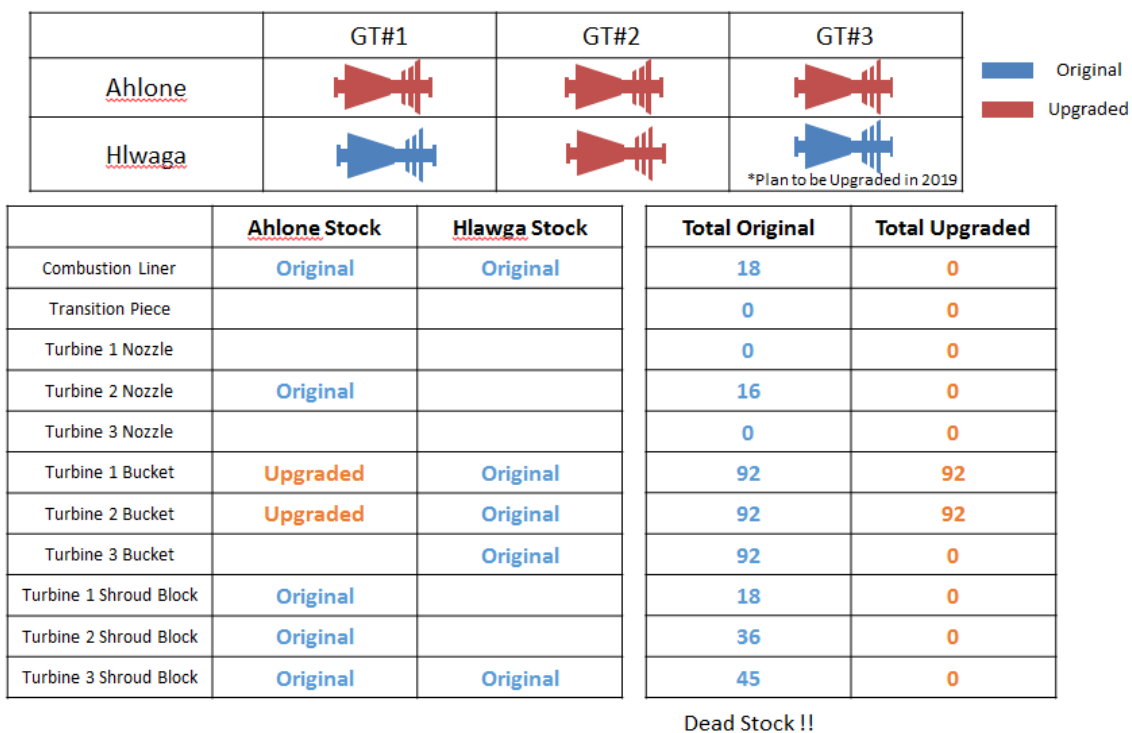 GT#1 GT#2 GT#3
Ahlone
Hlwaga
*Plan to be Upgraded in 2019
Original
Upgraded
Ahlone Stock Hlawga Stock Total Original Total Upgraded
Combustion Liner Original Original 18 0
Transition Piece 0 0
Turbine 1 Nozzle 0 0
Turbine 2 Nozzle Original 16 0
Turbine 3 Nozzle 0 0
Turbine 1 Bucket Upgraded Original 92 92
Turbine 2 Bucket Upgraded Original 92 92
Turbine 3 Bucket Original 92 0
Turbine 1 Shroud Block Original 18 0
Turbine 2 Shroud Block Original 36 0
Turbine 3 Shroud Block Original Original 45 0
Dead Stock !!